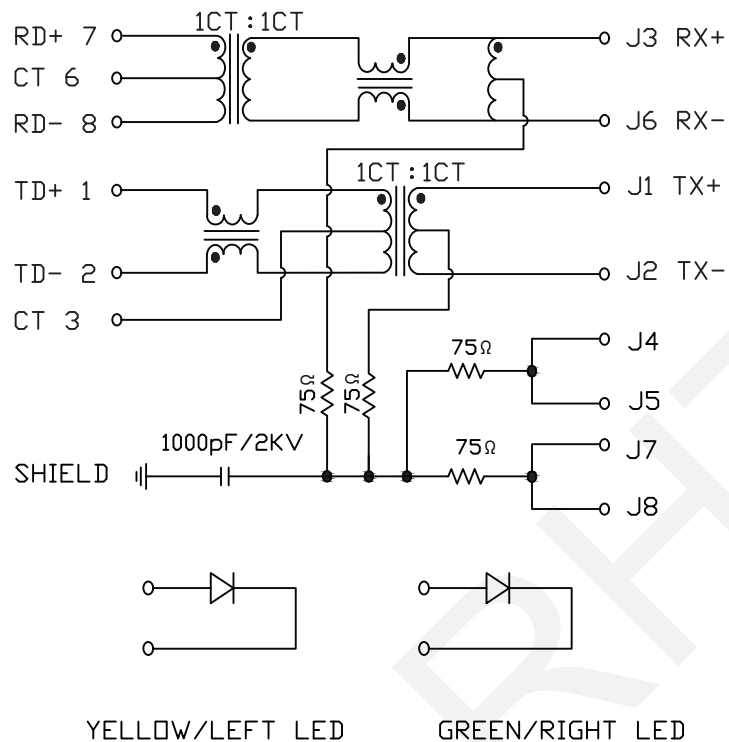 1CT:1CT
RD+ 7
J3 RX+
CT 6
RD- 8
J6 RX-
1CT:1CT
TD+ 1
J1 TX+
TD- 2
J2 TX-
CT 3
J4
75Ω
75Ω
75Ω
J5
1000pF/2KV
75Ω
J7
SHIELD
J8
YELLOW/LEFT LED
GREEN/RIGHT LED